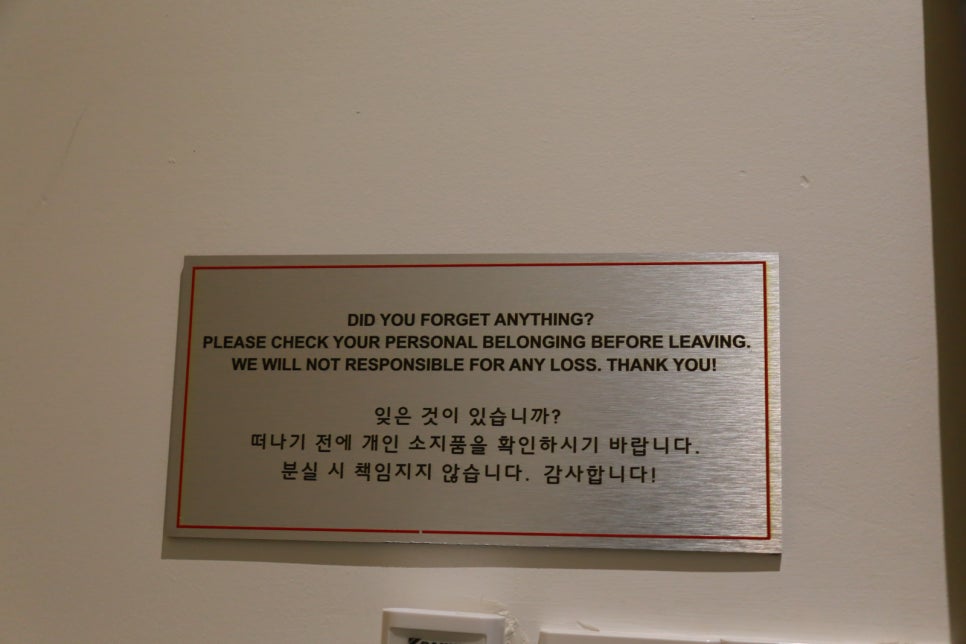 DID YOU FORGET ANYTHING?
PLEASE CHECK YOUR PERSONAL BELONGING BEFORE LEAVING.
WE WILL NOT RESPONSIBLE FOR ANY LOSS. THANK YOU!
잊은 것이 있습니까?
떠나기 전에 개인 소지품을 확인하시기 바랍니다.
분실 시 책임지지 않습니다. 감사합니다!